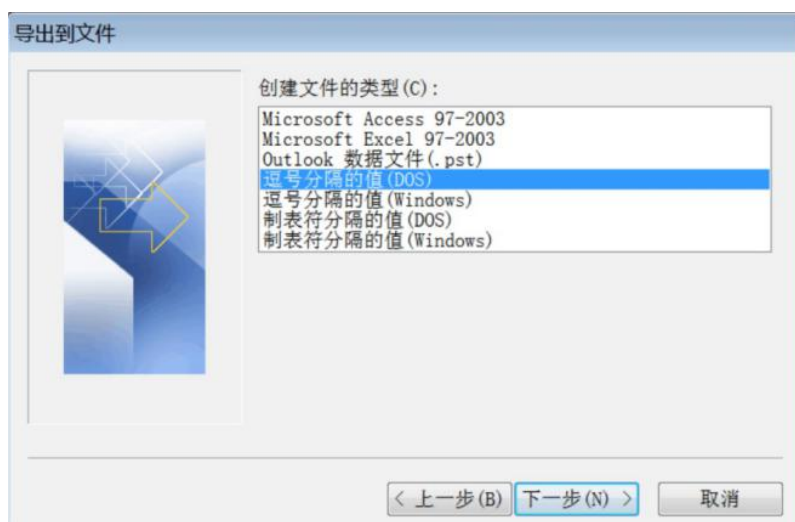 导出到文件
创建文件的类型(C):
Microsoft Access 97-2003
Microsoft Excel 97-2003
Outlook 数据文件(.pst)
逗号分隔的值(DOS)
逗号分隔的值(Windows)
制表符分隔的值(DOS)
制表符分隔的值(Windows)
< 上一步(B) 下一步(N) > 取消